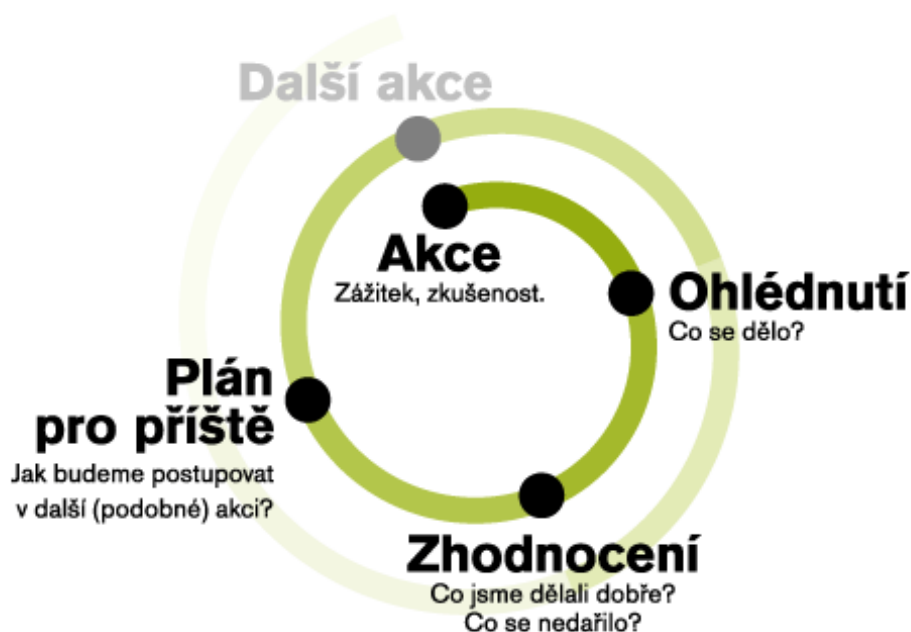 Další akce
Akce
Zážitek, zkušenost.
Ohlédnutí
Co se dělo?
Zhodnocení
Co jsme dělali dobře?
Co se nedařilo?
Plán
pro příště
Jak budeme postupovat
v další (podobné) akci?